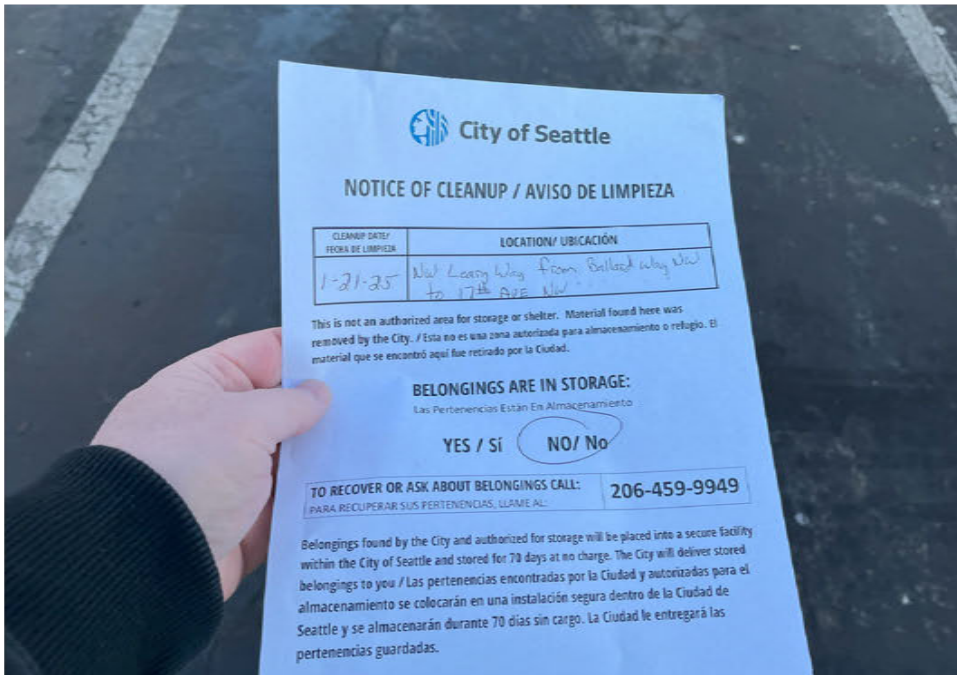 City of Seattle
NOTICE OF CLEANUP / AVISO DE LIMPIEZA
CLEANUP DATE/
FECHA DE LIMPIEZA
LOCATION/ UBICACIÓN
1-21-25
NW Leary Way from Ballard Way NW
to 17th AVE NW
This is not an authorized area for storage or shelter. Material found here was
removed by the City. / Esta no es una zona autorizada para almacenamiento o refugio. El
material que se encontró aquí fue retirado por la Ciudad.
BELONGINGS ARE IN STORAGE:
Las Pertenencias Están En Almacenamiento
YES / Sí NO/ No
TO RECOVER OR ASK ABOUT BELONGINGS CALL:
PARA RECUPERAR SUS PERTENENCIAS, LLAME AL:
206-459-9949
Belongings found by the City and authorized for storage will be placed into a secure facility
within the City of Seattle and stored for 70 days at no charge. The City will deliver stored
belongings to you / Las pertenencias encontradas por la Ciudad y autorizadas para el
almacenamiento se colocarán en una instalación segura dentro de la Ciudad de
Seattle y se almacenarán durante 70 días sin cargo. La Ciudad le entregará las
pertenencias guardadas.